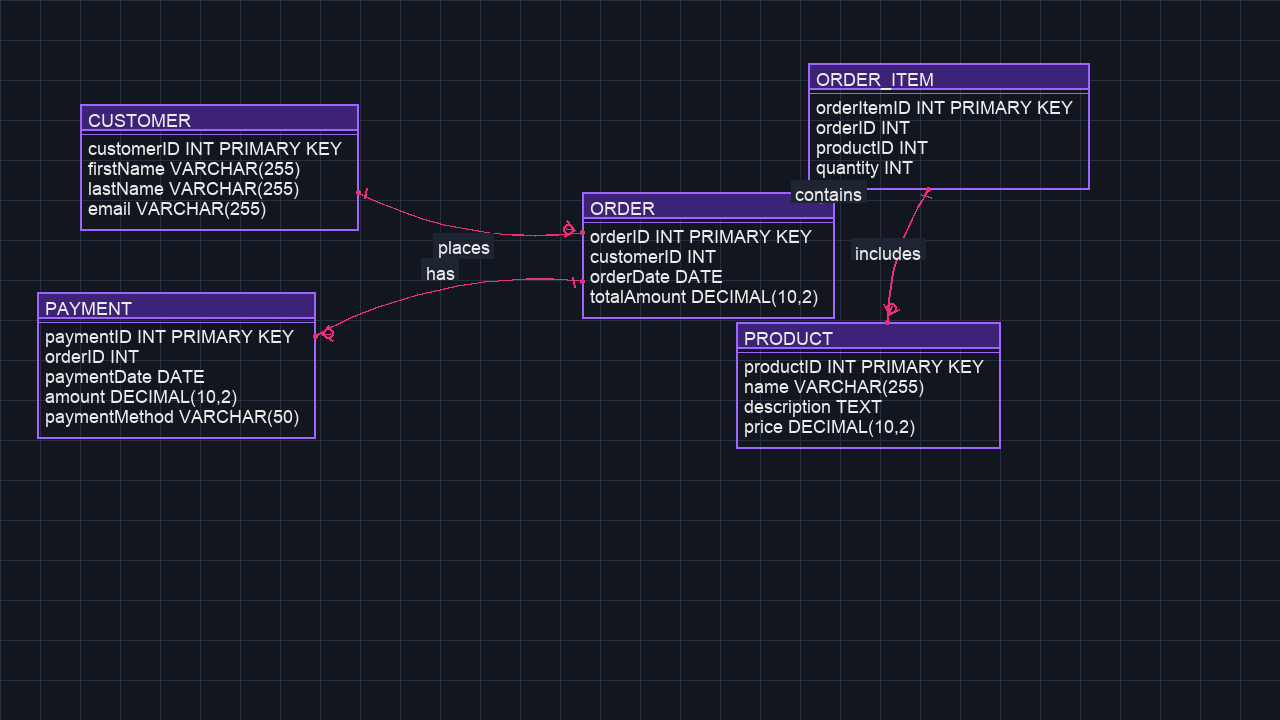 CUSTOMER
customerID INT PRIMARY KEY
firstName VARCHAR(255)
lastName VARCHAR(255)
email VARCHAR(255)
places
has
PAYMENT
paymentID INT PRIMARY KEY
orderID INT
paymentDate DATE
amount DECIMAL(10,2)
paymentMethod VARCHAR(50)
ORDER
orderID INT PRIMARY KEY
customerID INT
orderDate DATE
totalAmount DECIMAL(10,2)
ORDER_ITEM
orderItemID INT PRIMARY KEY
orderID INT
productID INT
quantity INT
contains
includes
PRODUCT
productID INT PRIMARY KEY
name VARCHAR(255)
description TEXT
price DECIMAL(10,2)